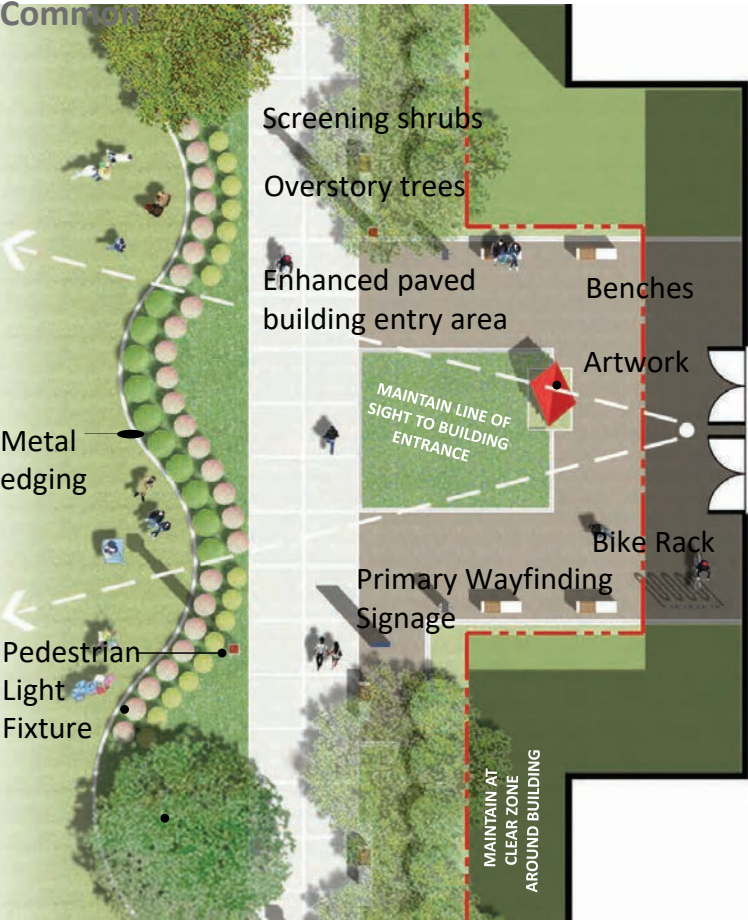 Common
Screening shrubs
Overstory trees
Enhanced paved
building entry area
Benches
Artwork
MAINTAIN LINE OF
SIGHT TO BUILDING
ENTRANCE
Metal
edging
Bike Rack
Primary Wayfinding
Signage
Pedestrian
Light
Fixture
MAINTAIN AT
CLEAR ZONE
AROUND BUILDING